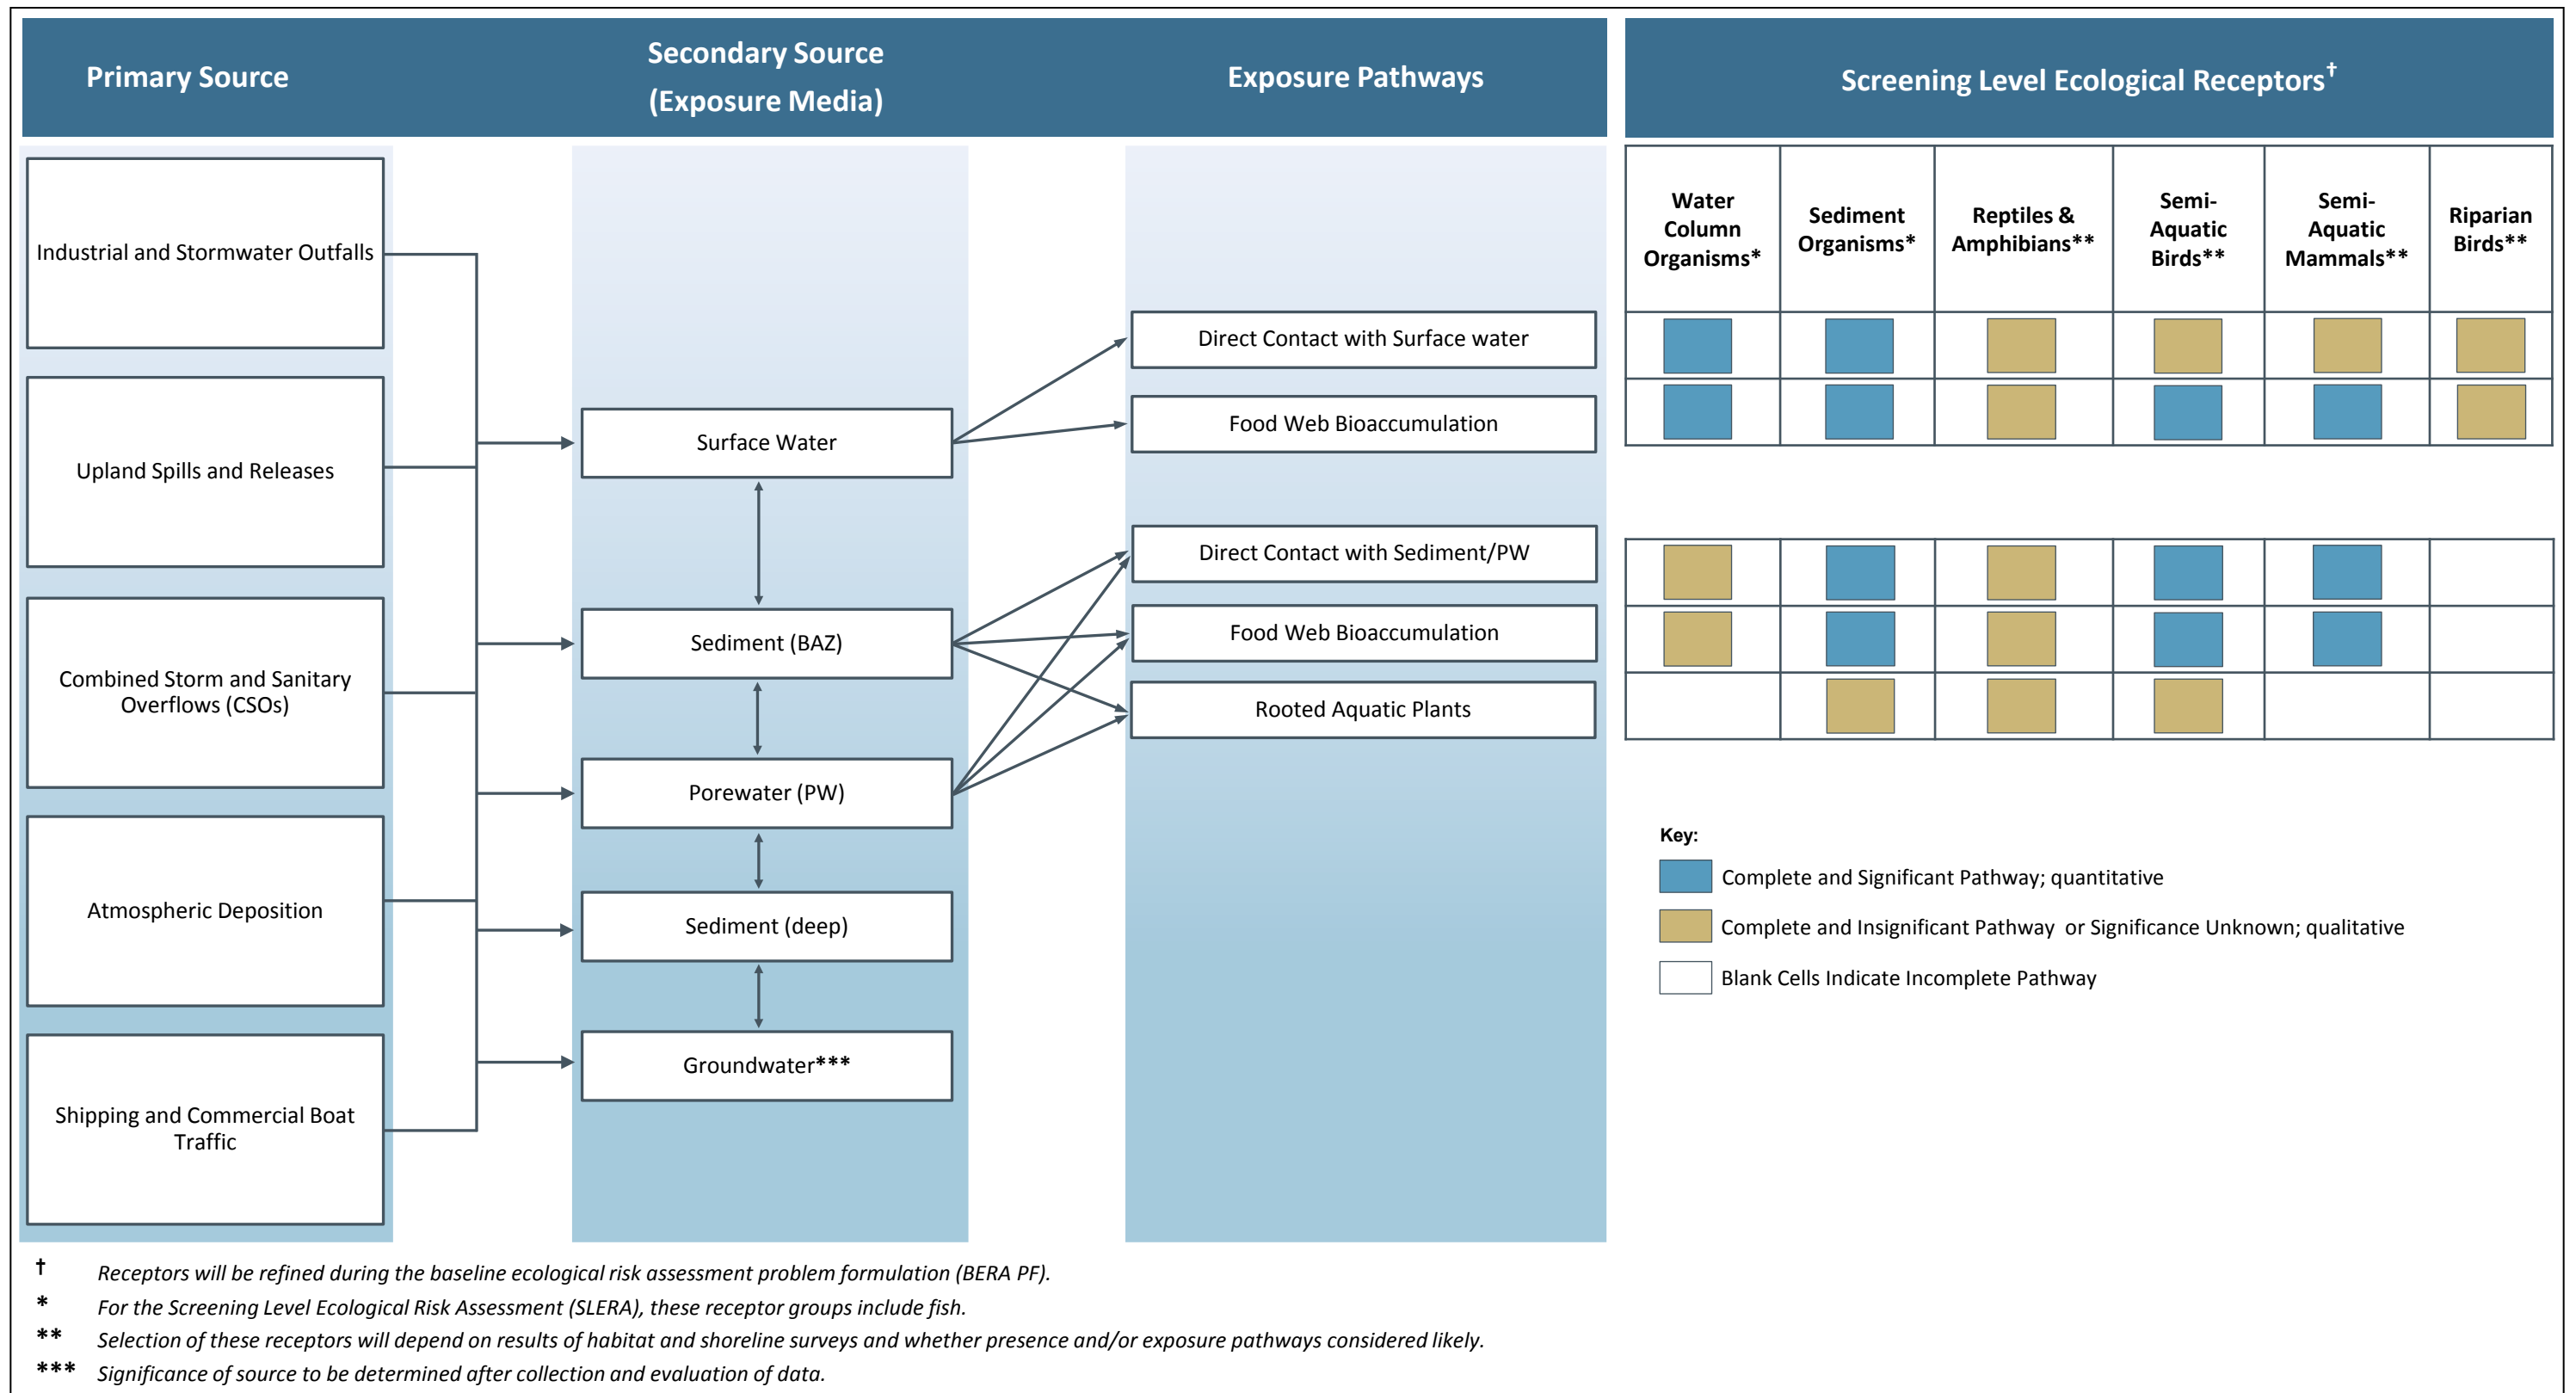 Primary Source
Secondary Source
(Exposure Media)
Exposure Pathways
Screening Level Ecological Receptors†
Industrial and Stormwater Outfalls
Upland Spills and Releases
Combined Storm and Sanitary
Overflows (CSOs)
Atmospheric Deposition
Shipping and Commercial Boat
Traffic
Surface Water
Sediment (BAZ)
Porewater (PW)
Sediment (deep)
Groundwater***
Direct Contact with Surface water
Food Web Bioaccumulation
Direct Contact with Sediment/PW
Food Web Bioaccumulation
Rooted Aquatic Plants
Water
Column
Organisms*
Sediment
Organisms*
Reptiles &
Amphibians**
Semi-
Aquatic
Birds**
Semi-
Aquatic
Mammals**
Riparian
Birds**
Key:
Complete and Significant Pathway; quantitative
Complete and Insignificant Pathway or Significance Unknown; qualitative
Blank Cells Indicate Incomplete Pathway
† Receptors will be refined during the baseline ecological risk assessment problem formulation (BERA PF).
* For the Screening Level Ecological Risk Assessment (SLERA), these receptor groups include fish.
** Selection of these receptors will depend on results of habitat and shoreline surveys and whether presence and/or exposure pathways considered likely.
*** Significance of source to be determined after collection and evaluation of data.